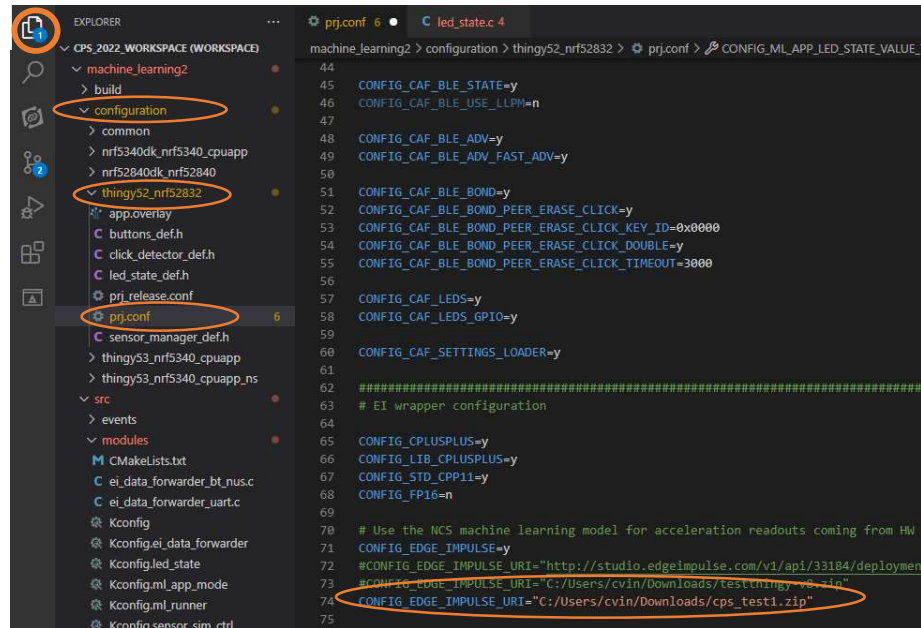 EXPLORER
...
CPS_2022_WORKSPACE (WORKSPACE)
machine_learning2
build
configuration
common
nrf5340dk_nrf5340_cpuapp
nrf52840dk_nrf52840
thingy52_nrf52832
app.overlay
buttons_def.h
click_detector_def.h
led_state_def.h
prj_release.conf
prj.conf 6
sensor_manager_def.h
thingy53_nrf5340_cpuapp
thingy53_nrf5340_cpuapp_ns
src
events
modules
CMakeLists.txt
ei_data_forwarder_bt_nus.c
ei_data_forwarder_uart.c
Kconfig
Kconfig.ei_data_forwarder
Kconfig.led_state
Kconfig.ml_app_mode
Kconfig.ml_runner
Kconfig.sensor_sim_ctrl
1
2
prj.conf 6
C led_state.c 4
machine_learning2 > configuration > thingy52_nrf52832 > prj.conf > CONFIG_ML_APP_LED_STATE_VALUE_
44
45 CONFIG_CAF_BLE_STATE=y
46 CONFIG_CAF_BLE_USE_LLPM=n
47
48 CONFIG_CAF_BLE_ADV=y
49 CONFIG_CAF_BLE_ADV_FAST_ADV=y
50
51 CONFIG_CAF_BLE_BOND=y
52 CONFIG_CAF_BLE_BOND_PEER_ERASE_CLICK=y
53 CONFIG_CAF_BLE_BOND_PEER_ERASE_CLICK_KEY_ID=0x0000
54 CONFIG_CAF_BLE_BOND_PEER_ERASE_CLICK_DOUBLE=y
55 CONFIG_CAF_BLE_BOND_PEER_ERASE_CLICK_TIMEOUT=3000
56
57 CONFIG_CAF_LEDS=y
58 CONFIG_CAF_LEDS_GPIO=y
59
60 CONFIG_CAF_SETTINGS_LOADER=y
61
62 ################################################################################
63 # EI wrapper configuration
64
65 CONFIG_CPLUSPLUS=y
66 CONFIG_LIB_CPLUSPLUS=y
67 CONFIG_STD_CPP11=y
68 CONFIG_FP16=n
69
70 # Use the NCS machine learning model for acceleration readouts coming from HW
71 CONFIG_EDGE_IMPULSE=y
72 #CONFIG_EDGE_IMPULSE_URI="http://studio.edgeimpulse.com/v1/api/33184/deploymen
73 #CONFIG_EDGE_IMPULSE_URI="C:/Users/cvin/Downloads/testthingy-v8.zip"
74 CONFIG_EDGE_IMPULSE_URI="C:/Users/cvin/Downloads/cps_test1.zip"
75